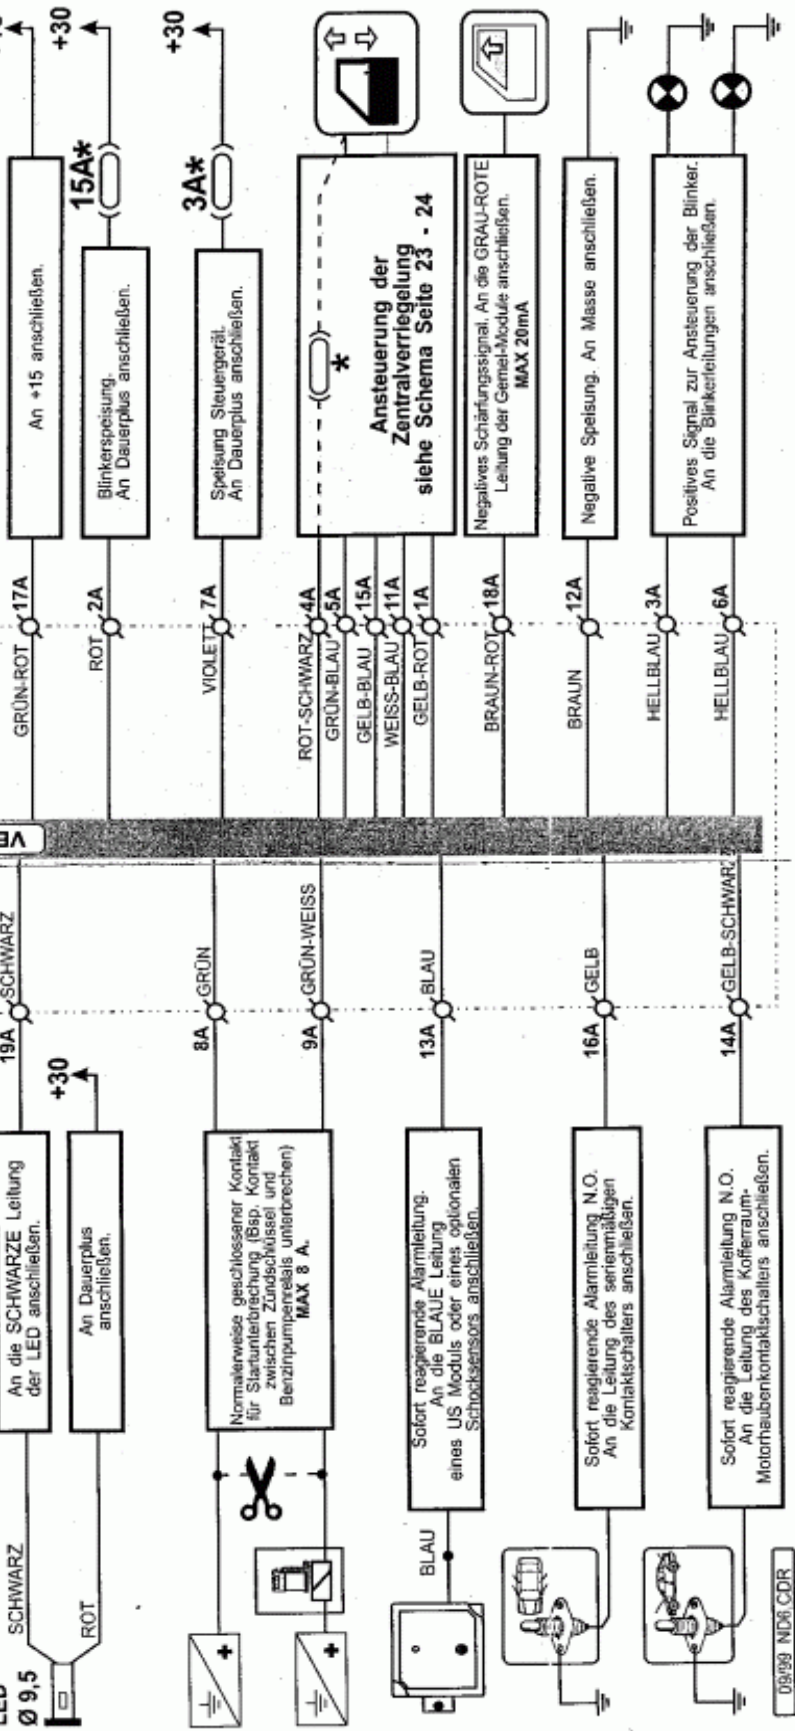 +30
15A*
+30
3A*
An +15 anschließen.
Blinkerspeisung.
An Dauerplus anschließen.
Speisung Steuergerät.
An Dauerplus anschließen.
*
Ansteuerung der
Zentralverriegelung
siehe Schema Seite 23 - 24
Negatives Schärfungssignal. An die GRAU-ROTE
Leitung der Gemel-Module anschließen.
MAX 20mA
Negative Speisung. An Masse anschließen.
Positives Signal zur Ansteuerung der Blinker.
An die Blinkerleitungen anschließen.
GRÜN-ROT 17A
ROT 2A
VIOLETT 7A
ROT-SCHWARZ 4A
GRÜN-BLAU 5A
GELB-BLAU 15A
WEISS-BLAU 11A
GELB-ROT 1A
BRAUN-ROT 18A
BRAUN 12A
HELLBLAU 3A
HELLBLAU 6A
19A SCHWARZ
8A GRÜN
9A GRÜN-WEISS
13A BLAU
16A GELB
14A GELB-SCHWARZ
+30
An die SCHWARZE Leitung
der LED anschließen.
An Dauerplus
anschließen.
Normalerweise geschlossener Kontakt
für Startunterbrechung (Bsp. Kontakt
zwischen Zündschlüssel und
Benzinpumpenrelais unterbrechen)
MAX 8 A.
Sofort reagierende Alarmleitung.
An die BLAUE Leitung
eines US Moduls oder eines optionalen
Schocksensors anschließen.
Sofort reagierende Alarmleitung N.O.
An die Leitung des serienmäßigen
Kontaktschalters anschließen.
Sofort reagierende Alarmleitung N.O.
An die Leitung des Kofferraum-
Motorhaubenkontaktschalters anschließen.
LED
Ø 9,5
SCHWARZ
ROT
BLAU
09/99 ND6.CDR